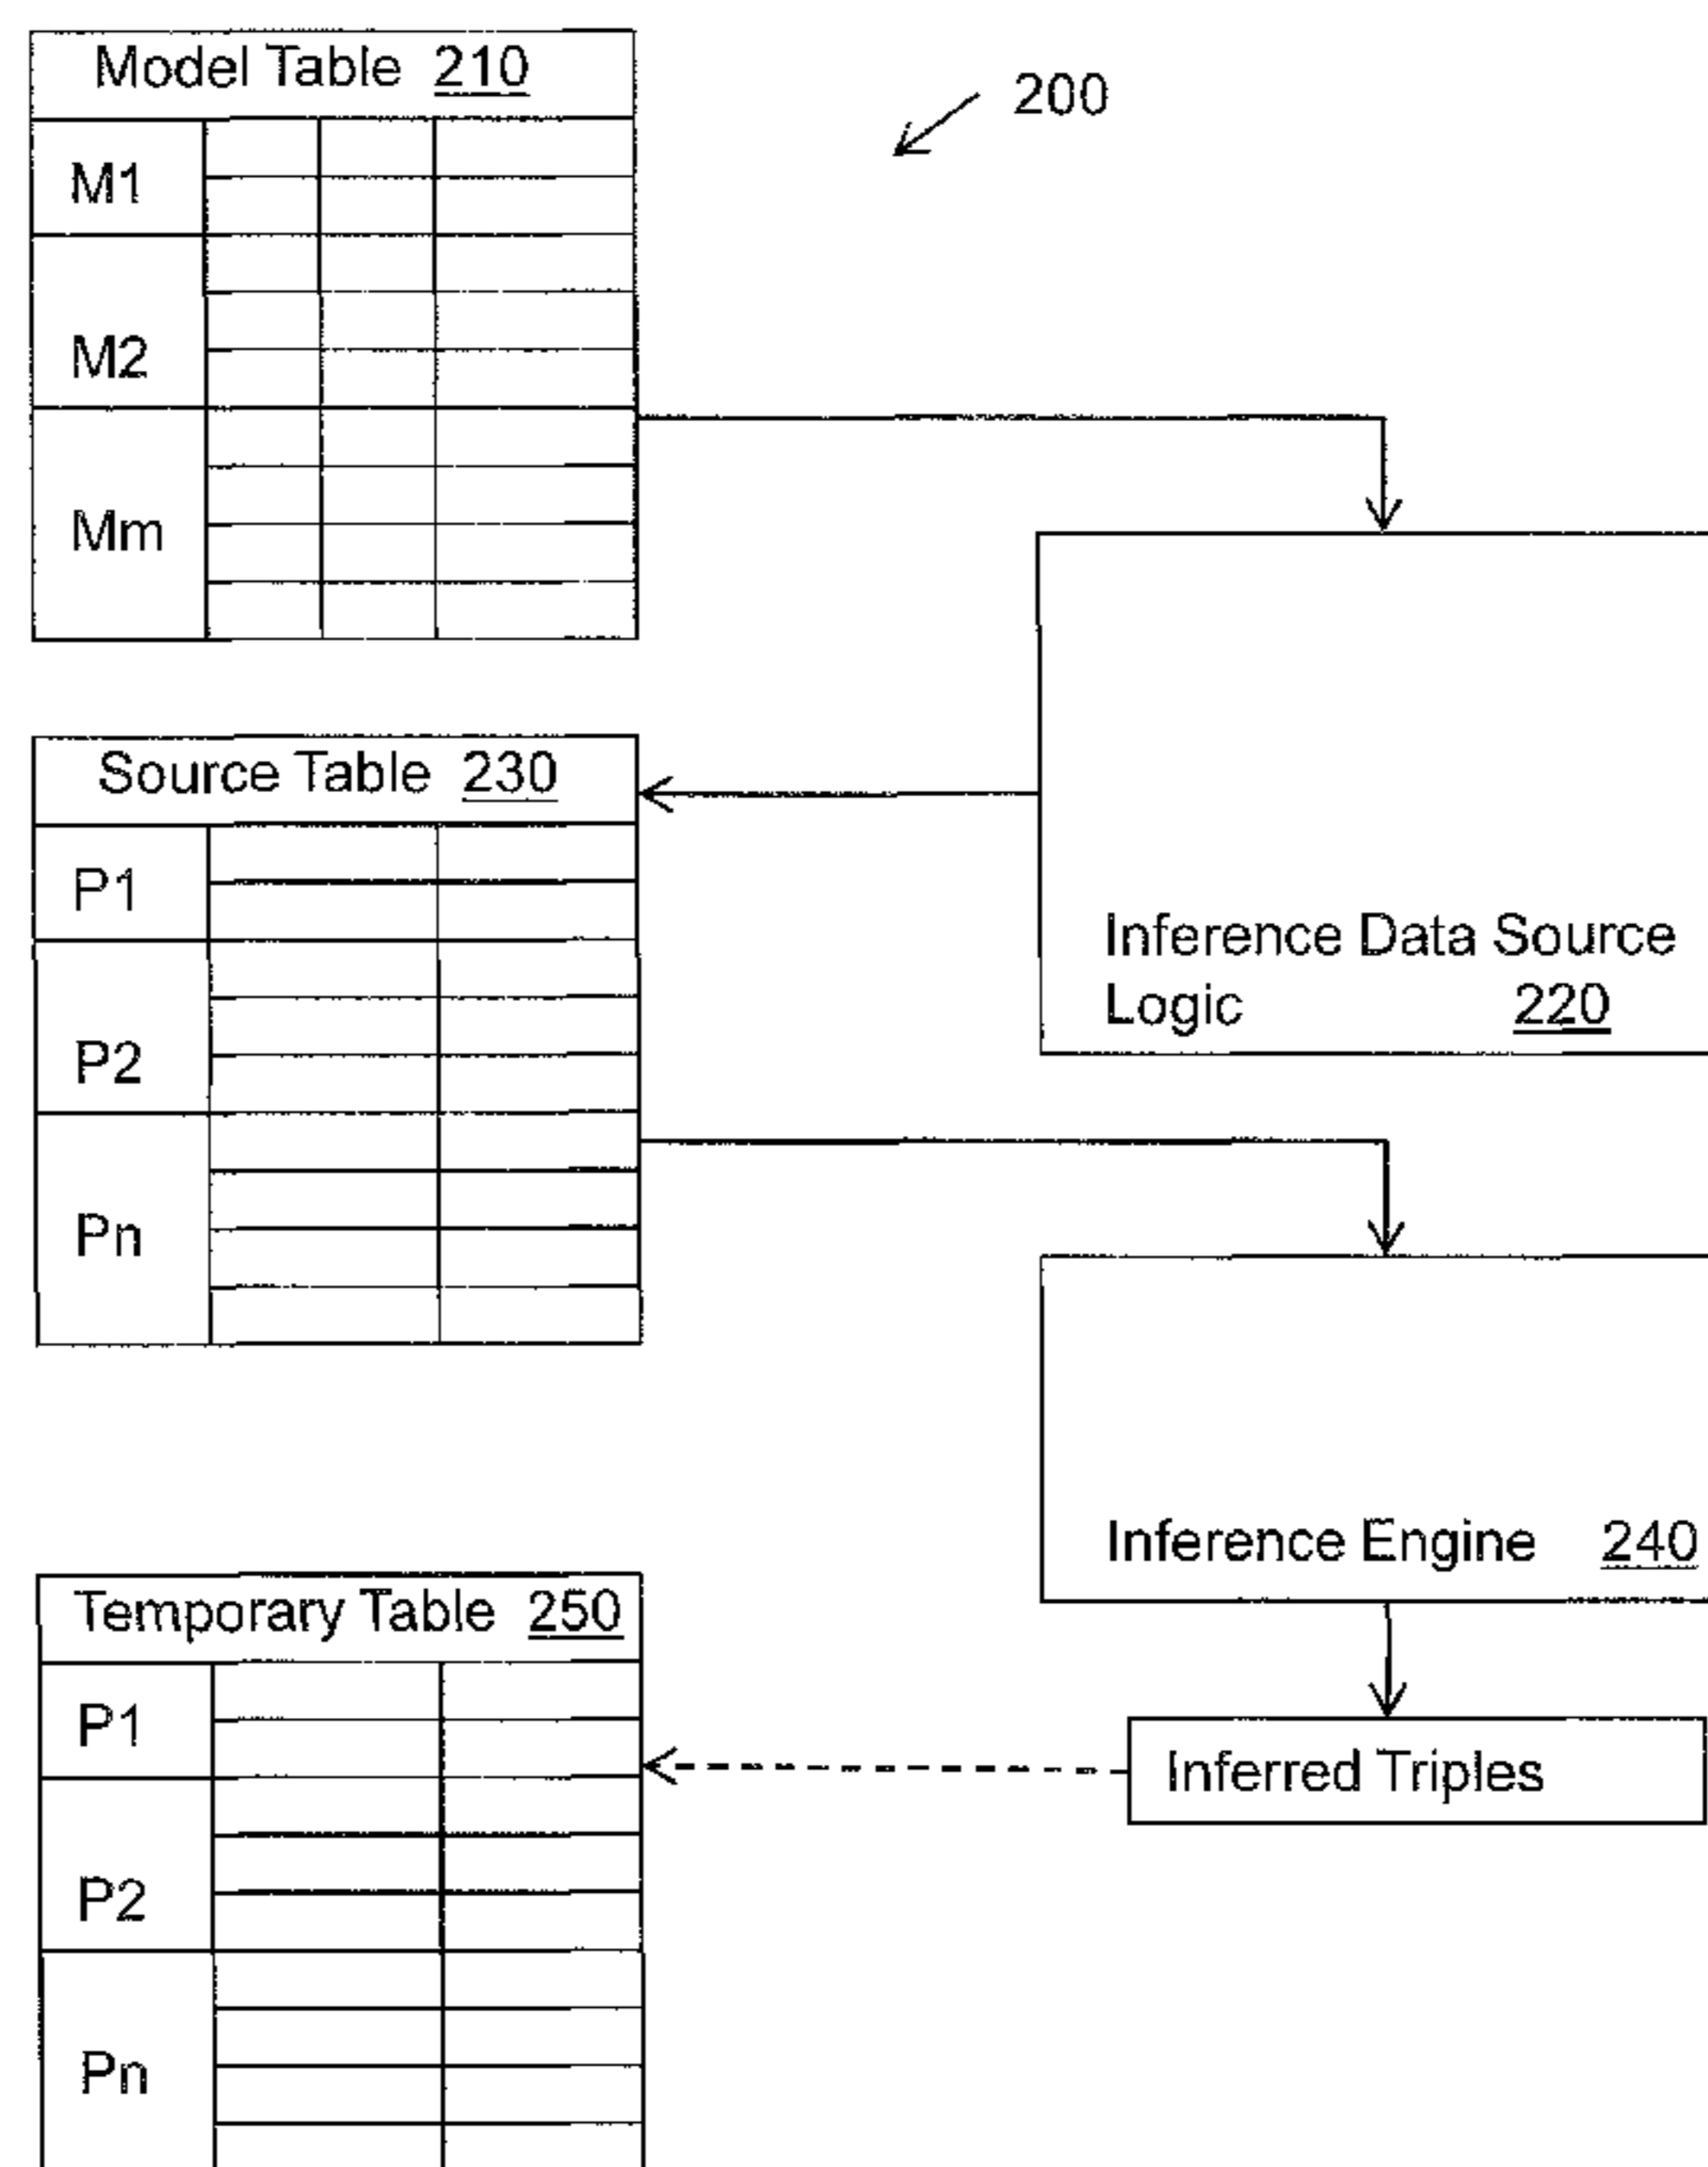 Model Table 210
200
M1
M2
Mm
Source Table 230
P1
P2
Pn
Inference Data Source
Logic 220
Inference Engine 240
Temporary Table 250
P1
P2
Pn
Inferred Triples